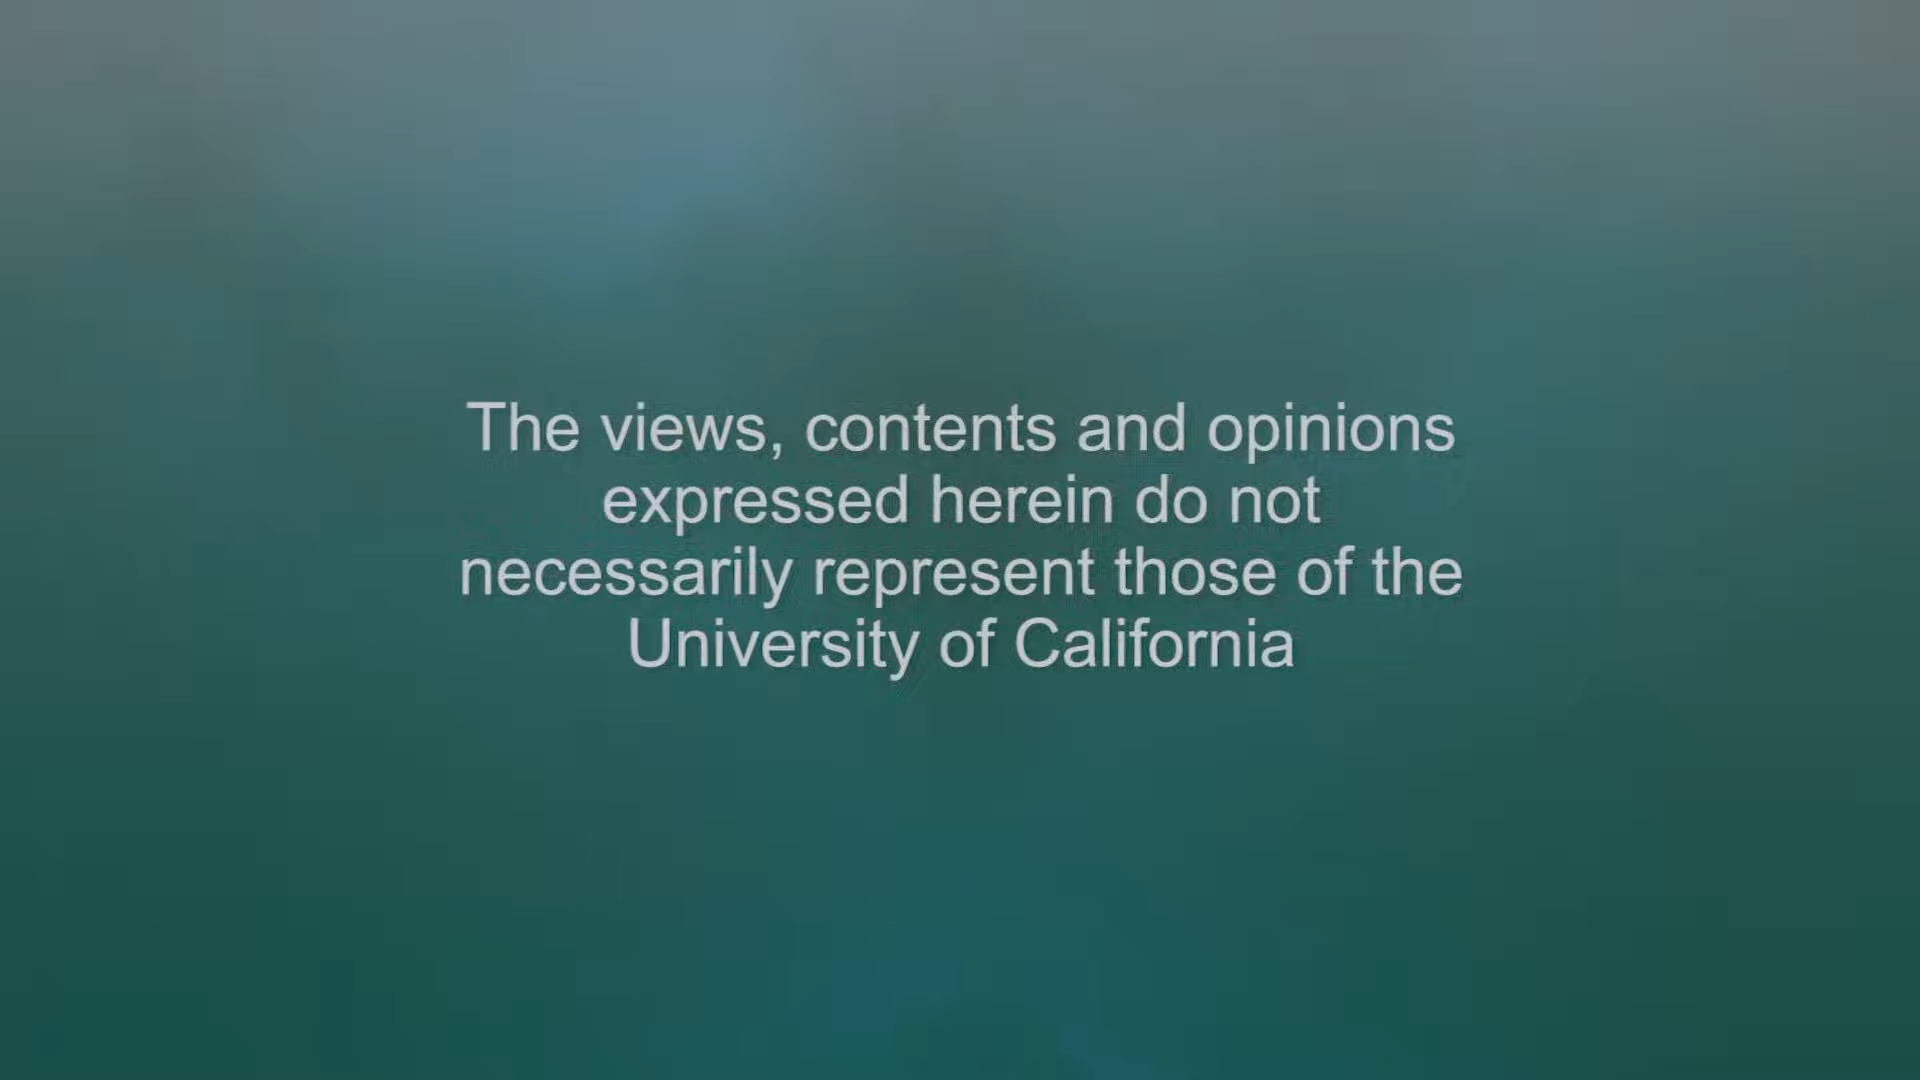 The views, contents and opinions
expressed herein do not
necessarily represent those of the
University of California